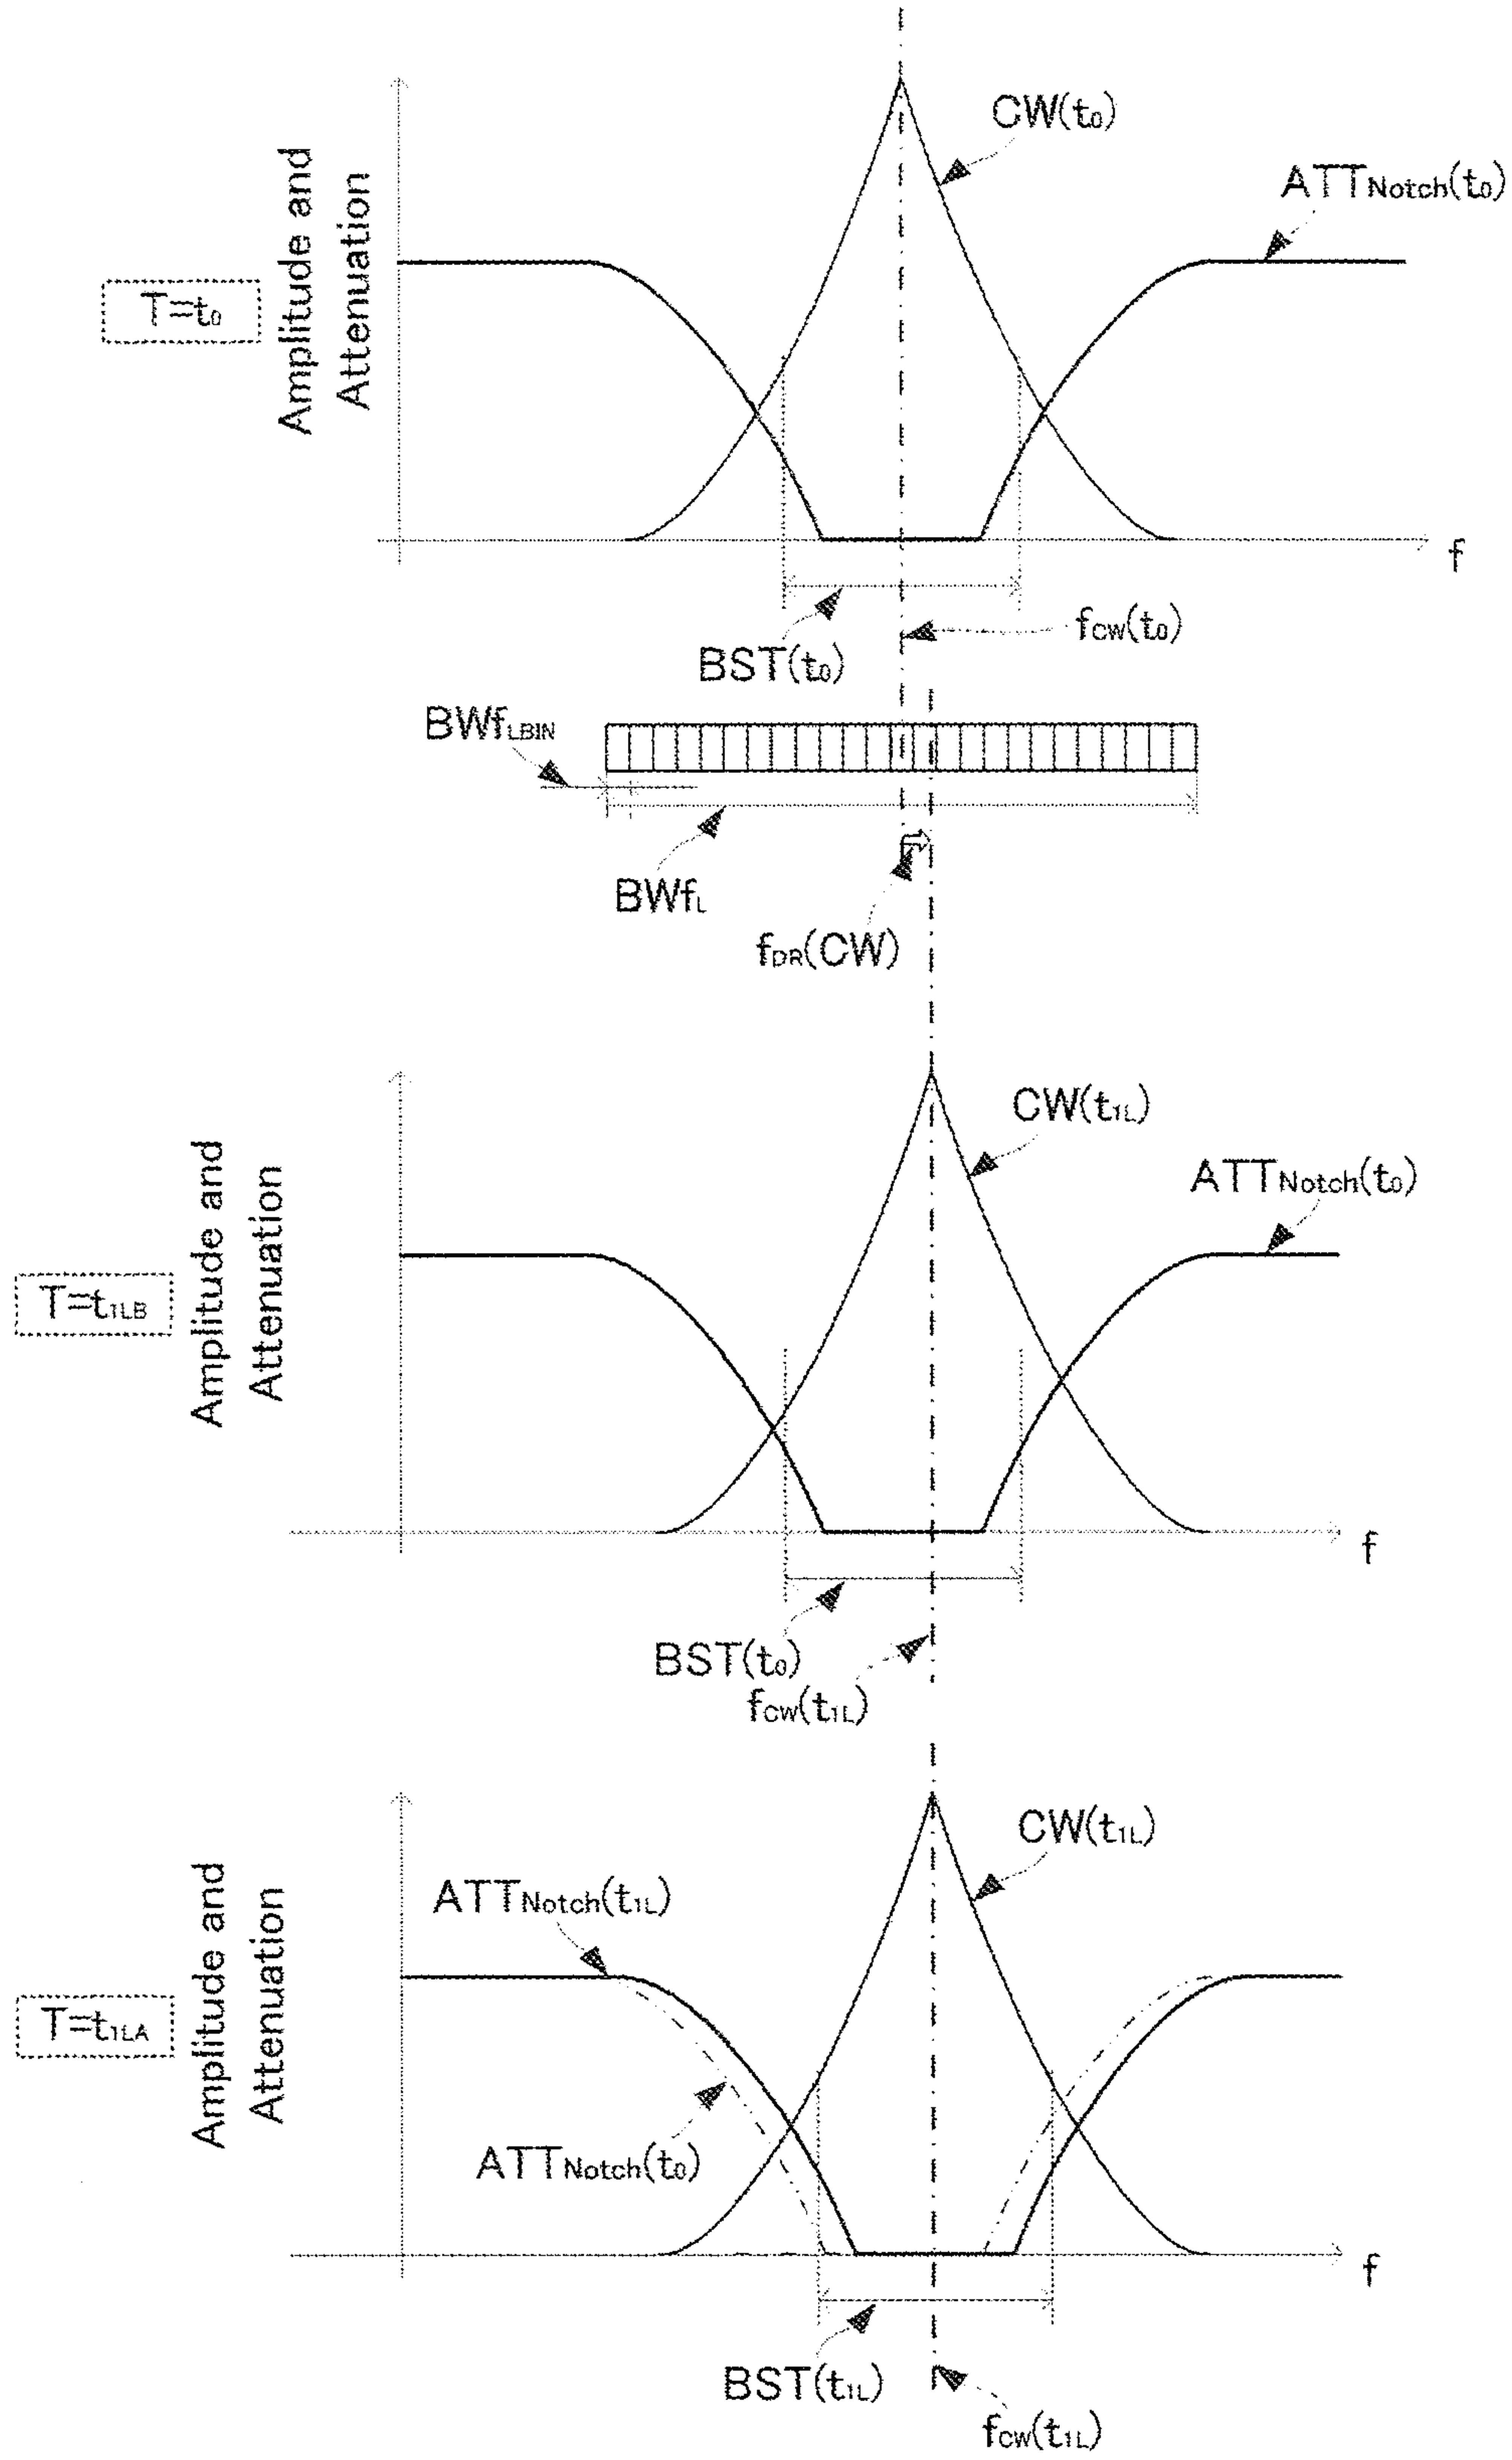 CW(t0)
ATTNotch(t0)
Amplitude and
Attenuation
T=t0
f
BST(t0)
fCW(t0)
BWfLBIN
BWfL
fDR(CW)
CW(t1L)
ATTNotch(t0)
Amplitude and
Attenuation
T=t1LB
f
BST(t0)
fCW(t1L)
CW(t1L)
ATTNotch(t1L)
Amplitude and
Attenuation
T=t1LA
ATTNotch(t0)
f
BST(t1L)
fCW(t1L)